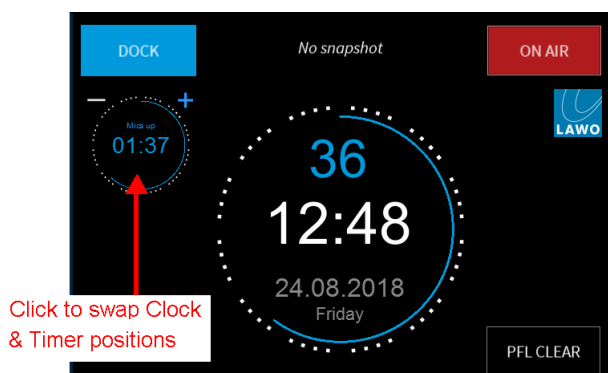 DOCK
No snapshot
ON AIR
− +
Mics up
01:37
LAWO
36
12:48
24.08.2018
Friday
Click to swap Clock
& Timer positions
PFL CLEAR